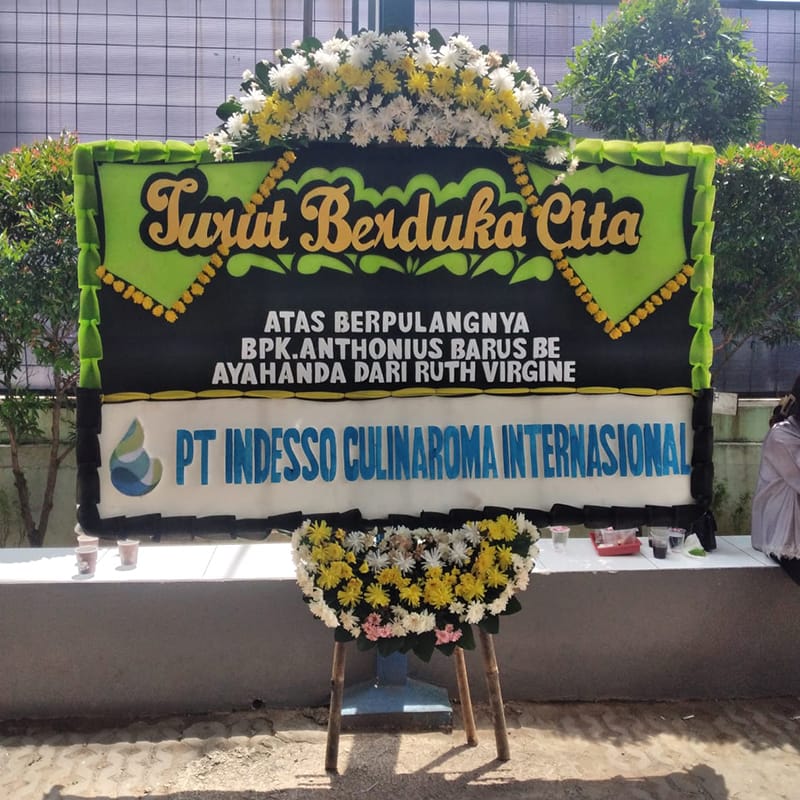 Turut Berduka Cita
ATAS BERPULANGNYA
BPK.ANTHONIUS BARUS BE
AYAHANDA DARI RUTH VIRGINE
PT INDESSO CULINAROMA INTERNASIONAL